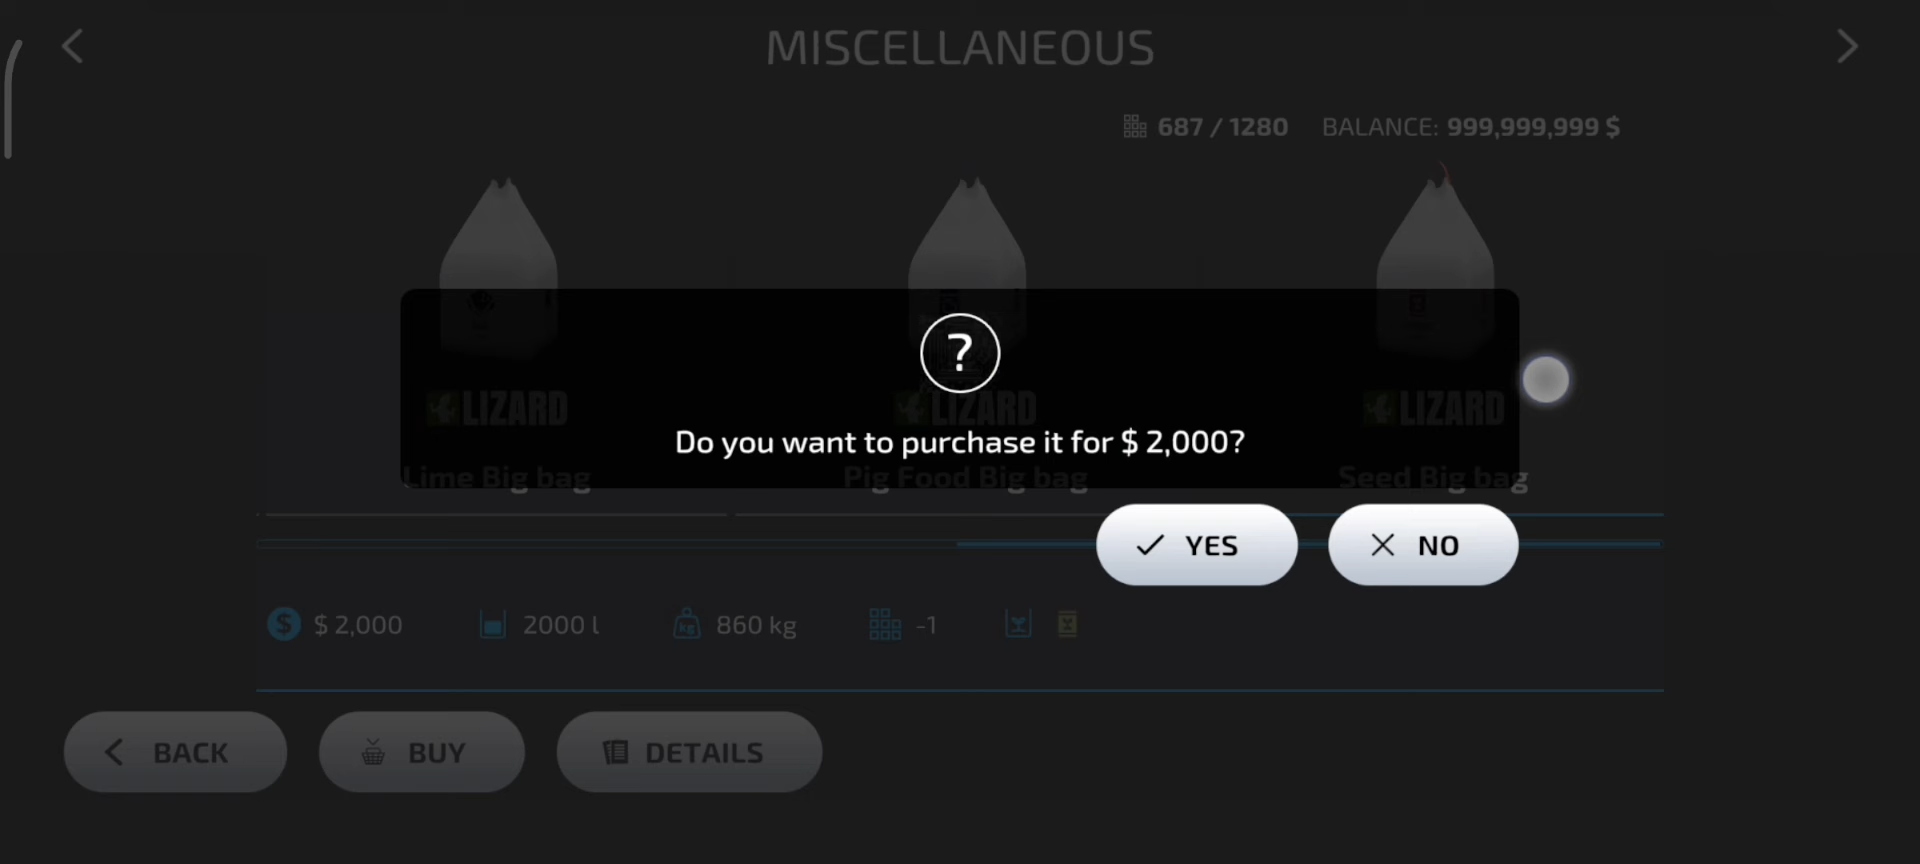 MISCELLANEOUS
687 / 1280 BALANCE: 999,999,999 $
?
LIZARD LIZARD LIZARD
Do you want to purchase it for $ 2,000?
Lime Big bag Pig Food Big bag Seed Big bag
YES NO
$ 2,000 2000 l kg 860 kg -1
BACK BUY DETAILS